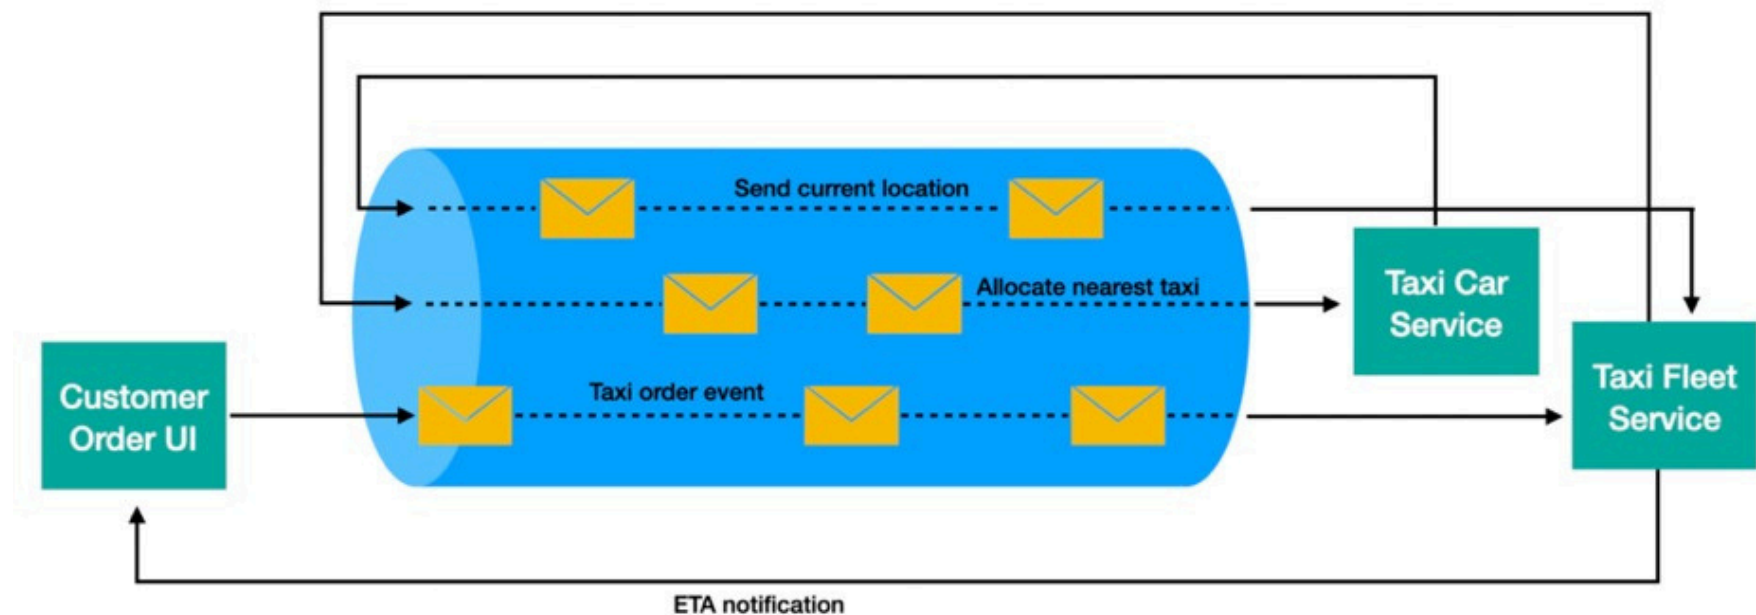 Send current location
Allocate nearest taxi
Taxi Car
Service
Taxi order event
Customer
Order UI
Taxi Fleet
Service
ETA notification